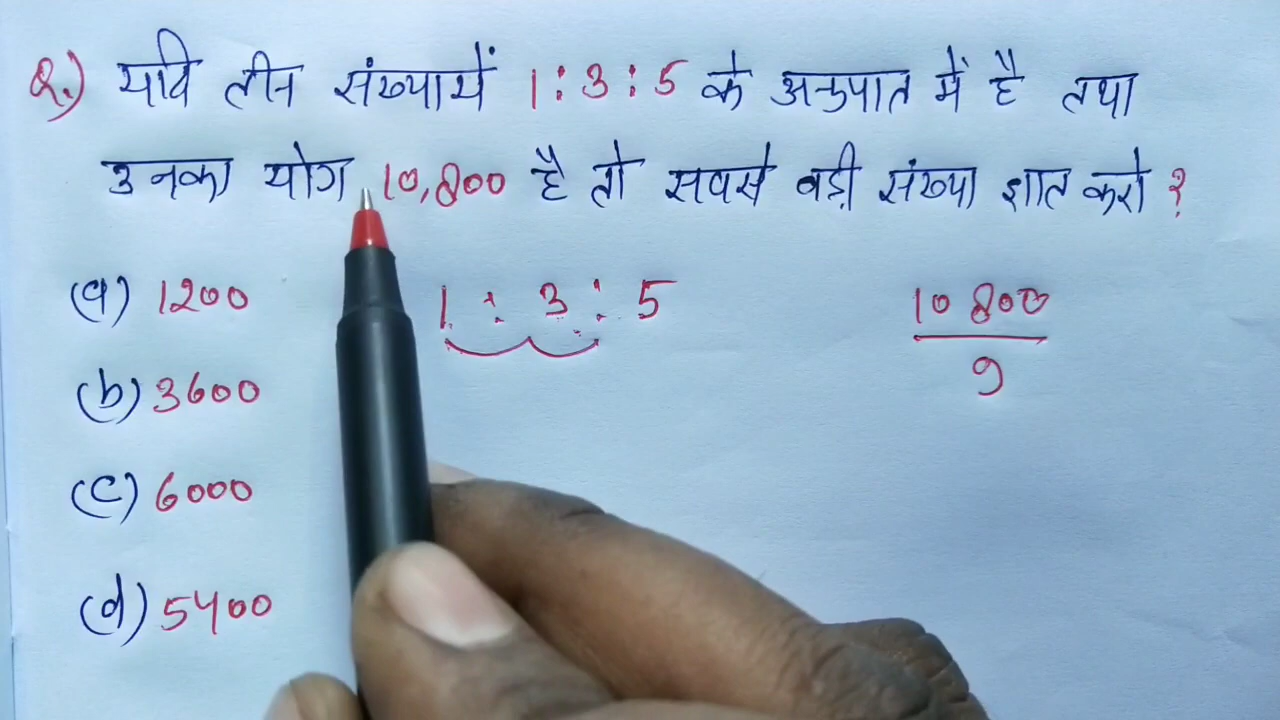 Q.) यदि तीन संख्यायें 1:3:5 के अनुपात में है तथा
उनका योग 10,800 है तो सबसे बड़ी संख्या ज्ञात करो ?
(a) 1200
(b) 3600
(c) 6000
(d) 5400
1 : 3 : 5
10800
9